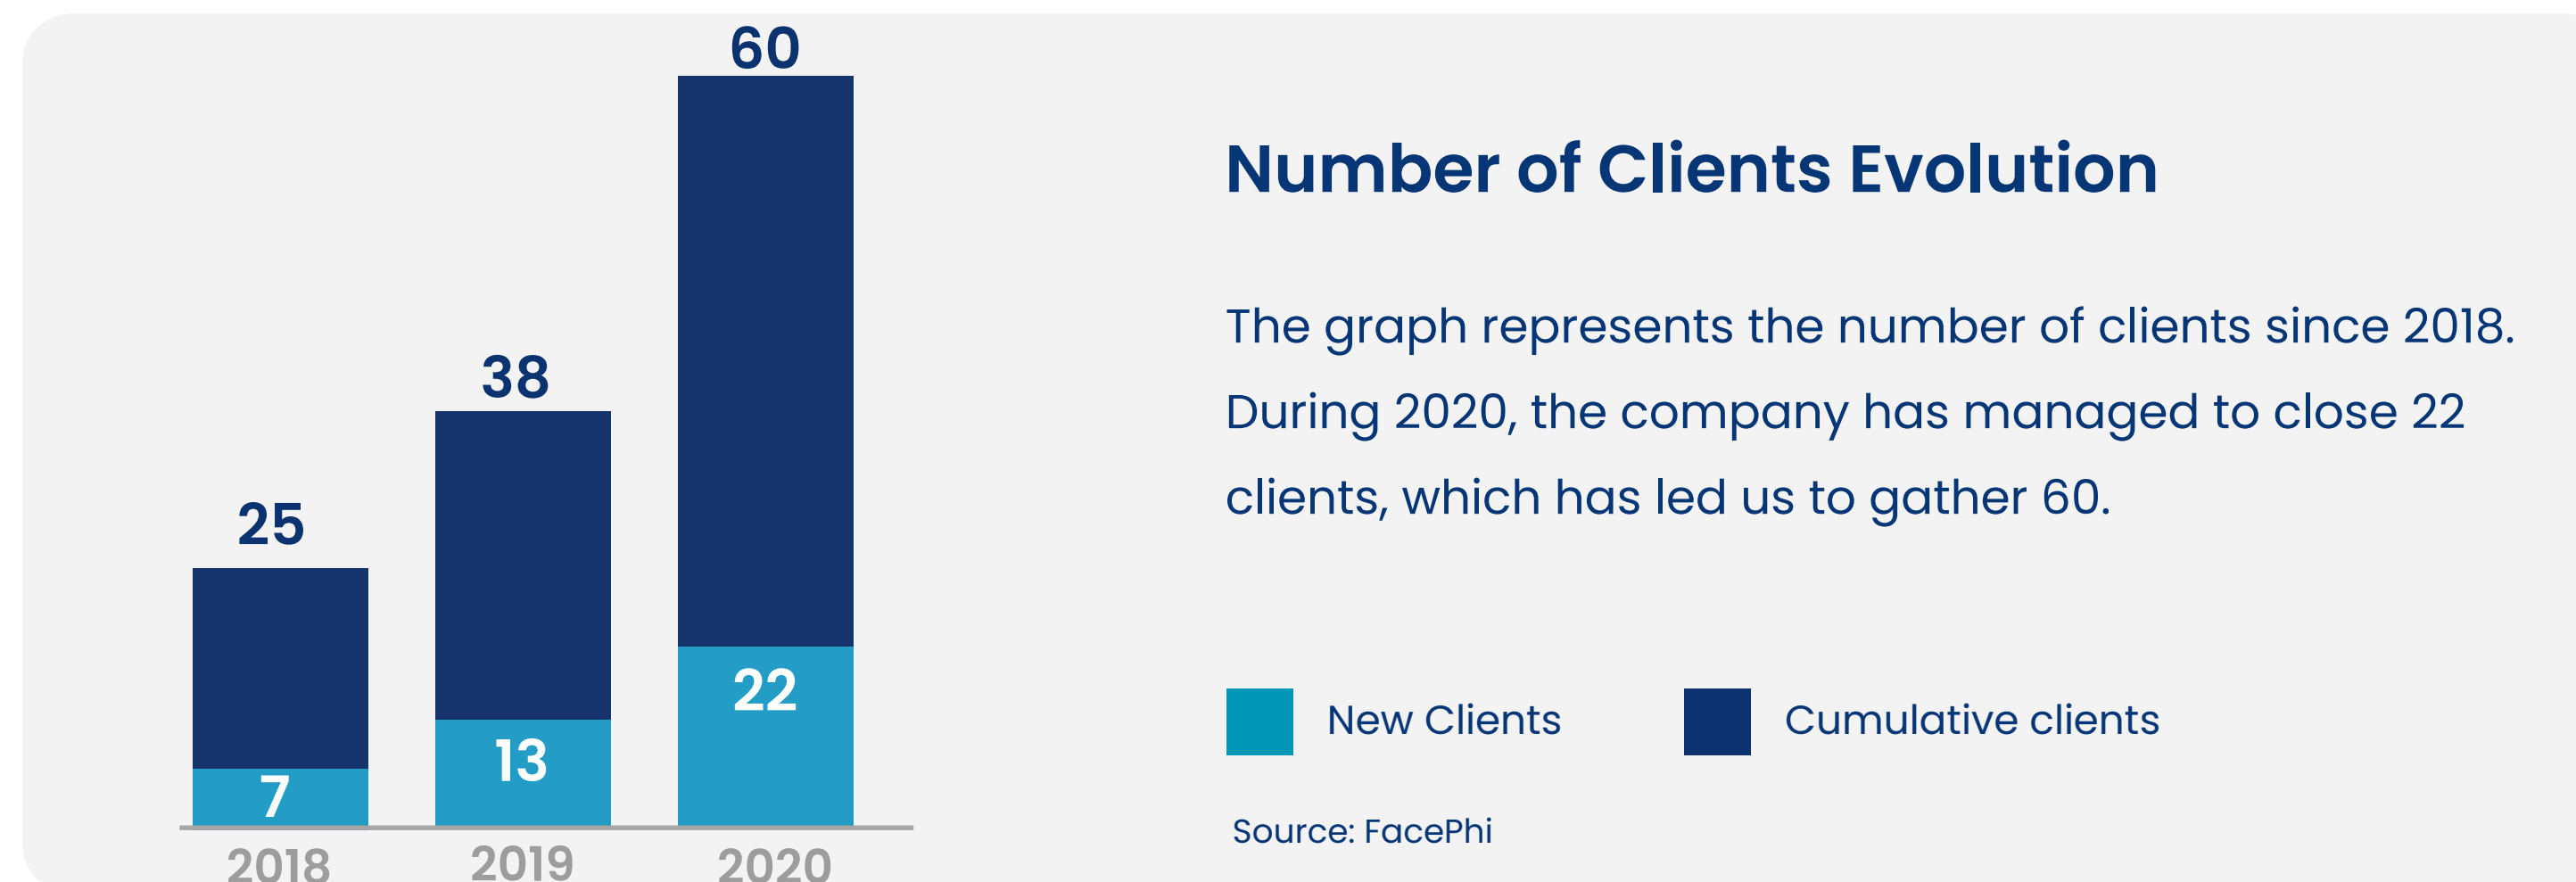 60
38
25
22
13
7
2018
2019
2020
Number of Clients Evolution
The graph represents the number of clients since 2018.
During 2020, the company has managed to close 22
clients, which has led us to gather 60.
New Clients
Cumulative clients
Source: FacePhi